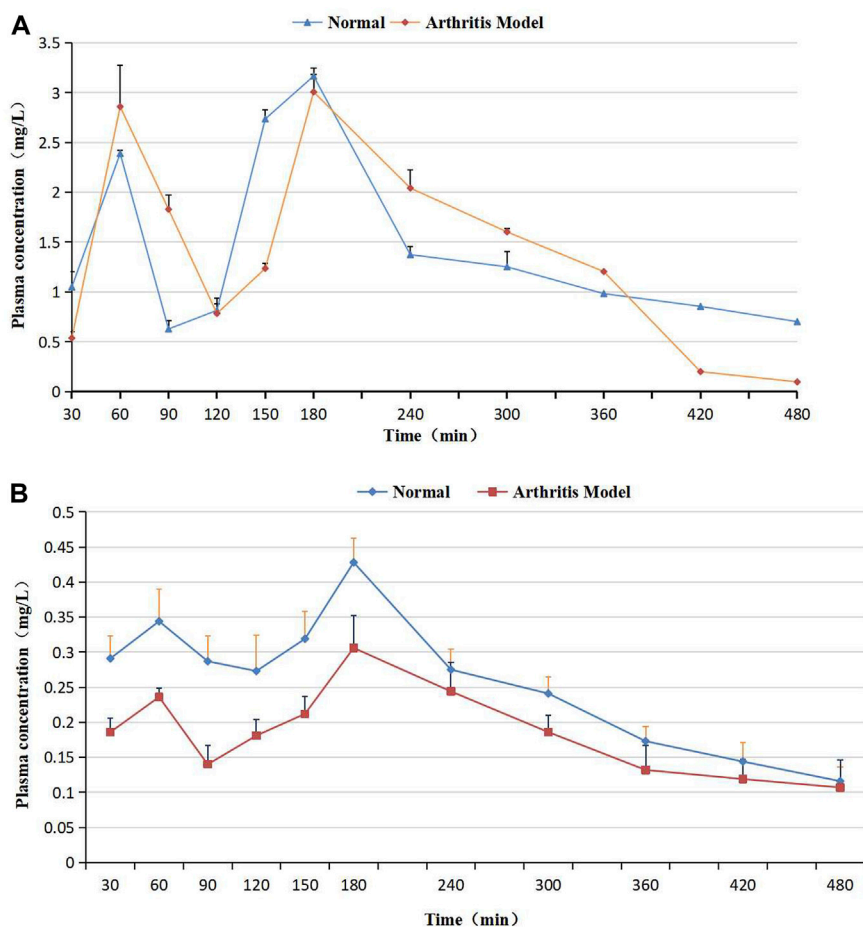 A
Normal Arthritis Model
3.5
3
2.5
2
1.5
1
0.5
0
Plasma concentration（mg/L）
30 60 90 120 150 180 240 300 360 420 480
Time（min）
B
Normal Arthritis Model
0.5
0.45
0.4
0.35
0.3
0.25
0.2
0.15
0.1
0.05
0
Plasma concentration（mg/L）
30 60 90 120 150 180 240 300 360 420 480
Time（min）